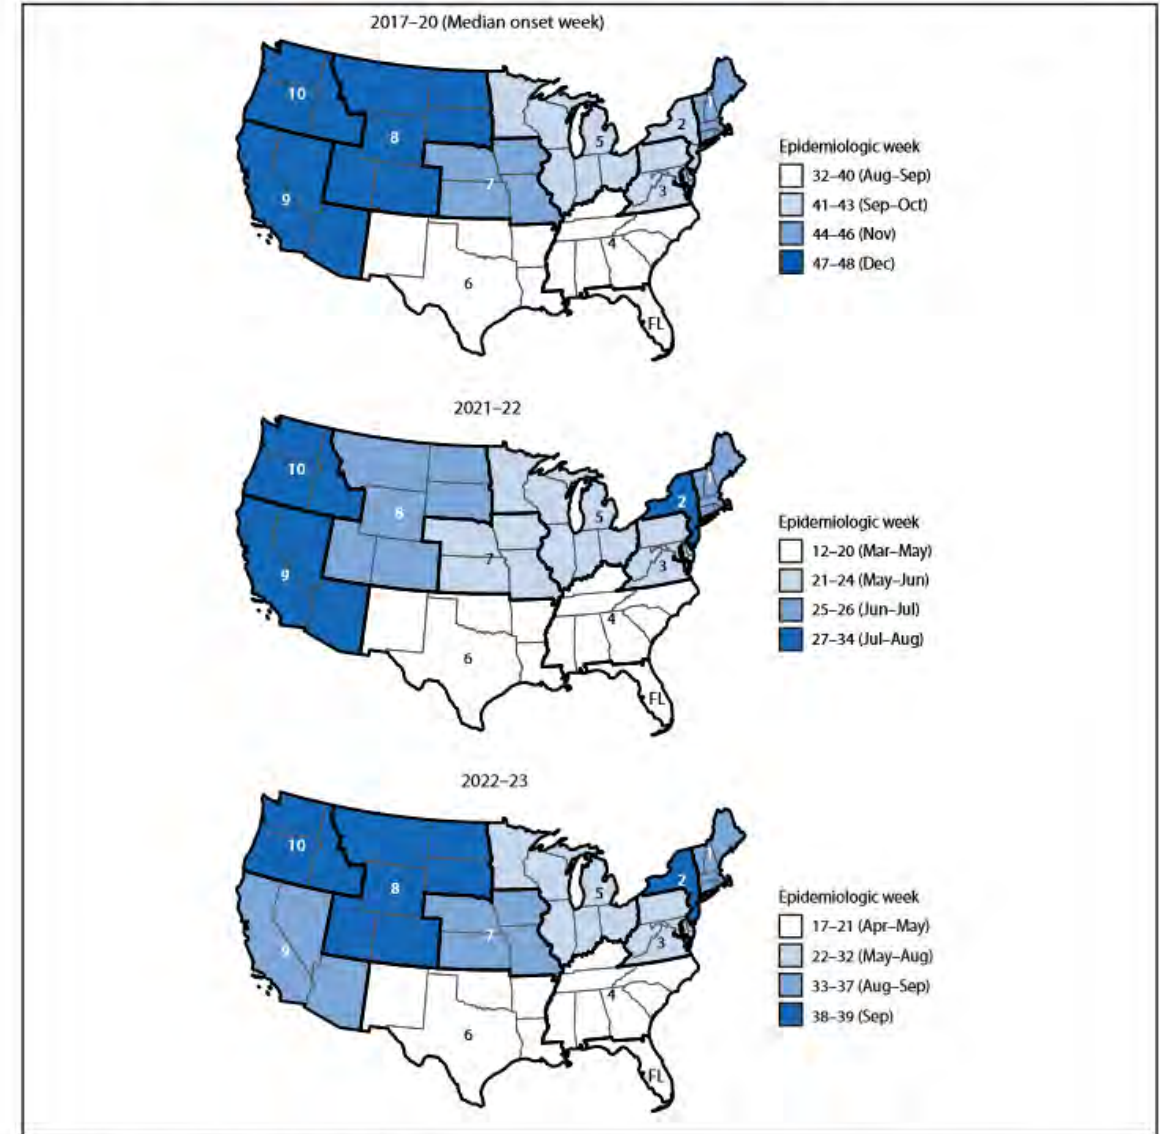 2017–20 (Median onset week)
10
8
9
7
6
5
4
3
2
1
FL
Epidemiologic week
32–40 (Aug–Sep)
41–43 (Sep–Oct)
44–46 (Nov)
47–48 (Dec)
2021–22
10
8
9
7
6
5
4
3
2
1
FL
Epidemiologic week
12–20 (Mar–May)
21–24 (May–Jun)
25–26 (Jun–Jul)
27–34 (Jul–Aug)
2022–23
10
8
9
7
6
5
4
3
2
1
FL
Epidemiologic week
17–21 (Apr–May)
22–32 (May–Aug)
33–37 (Aug–Sep)
38–39 (Sep)